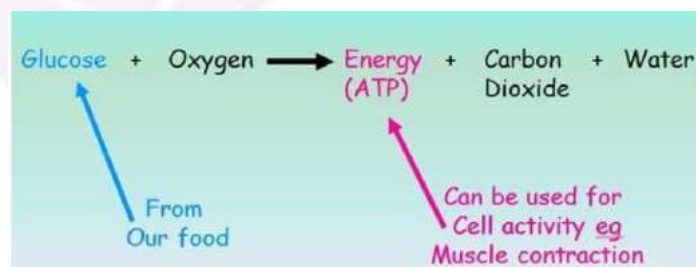 Glucose + Oxygen Energy + Carbon + Water
(ATP) Dioxide
From
Our food
Can be used for
Cell activity eg
Muscle contraction